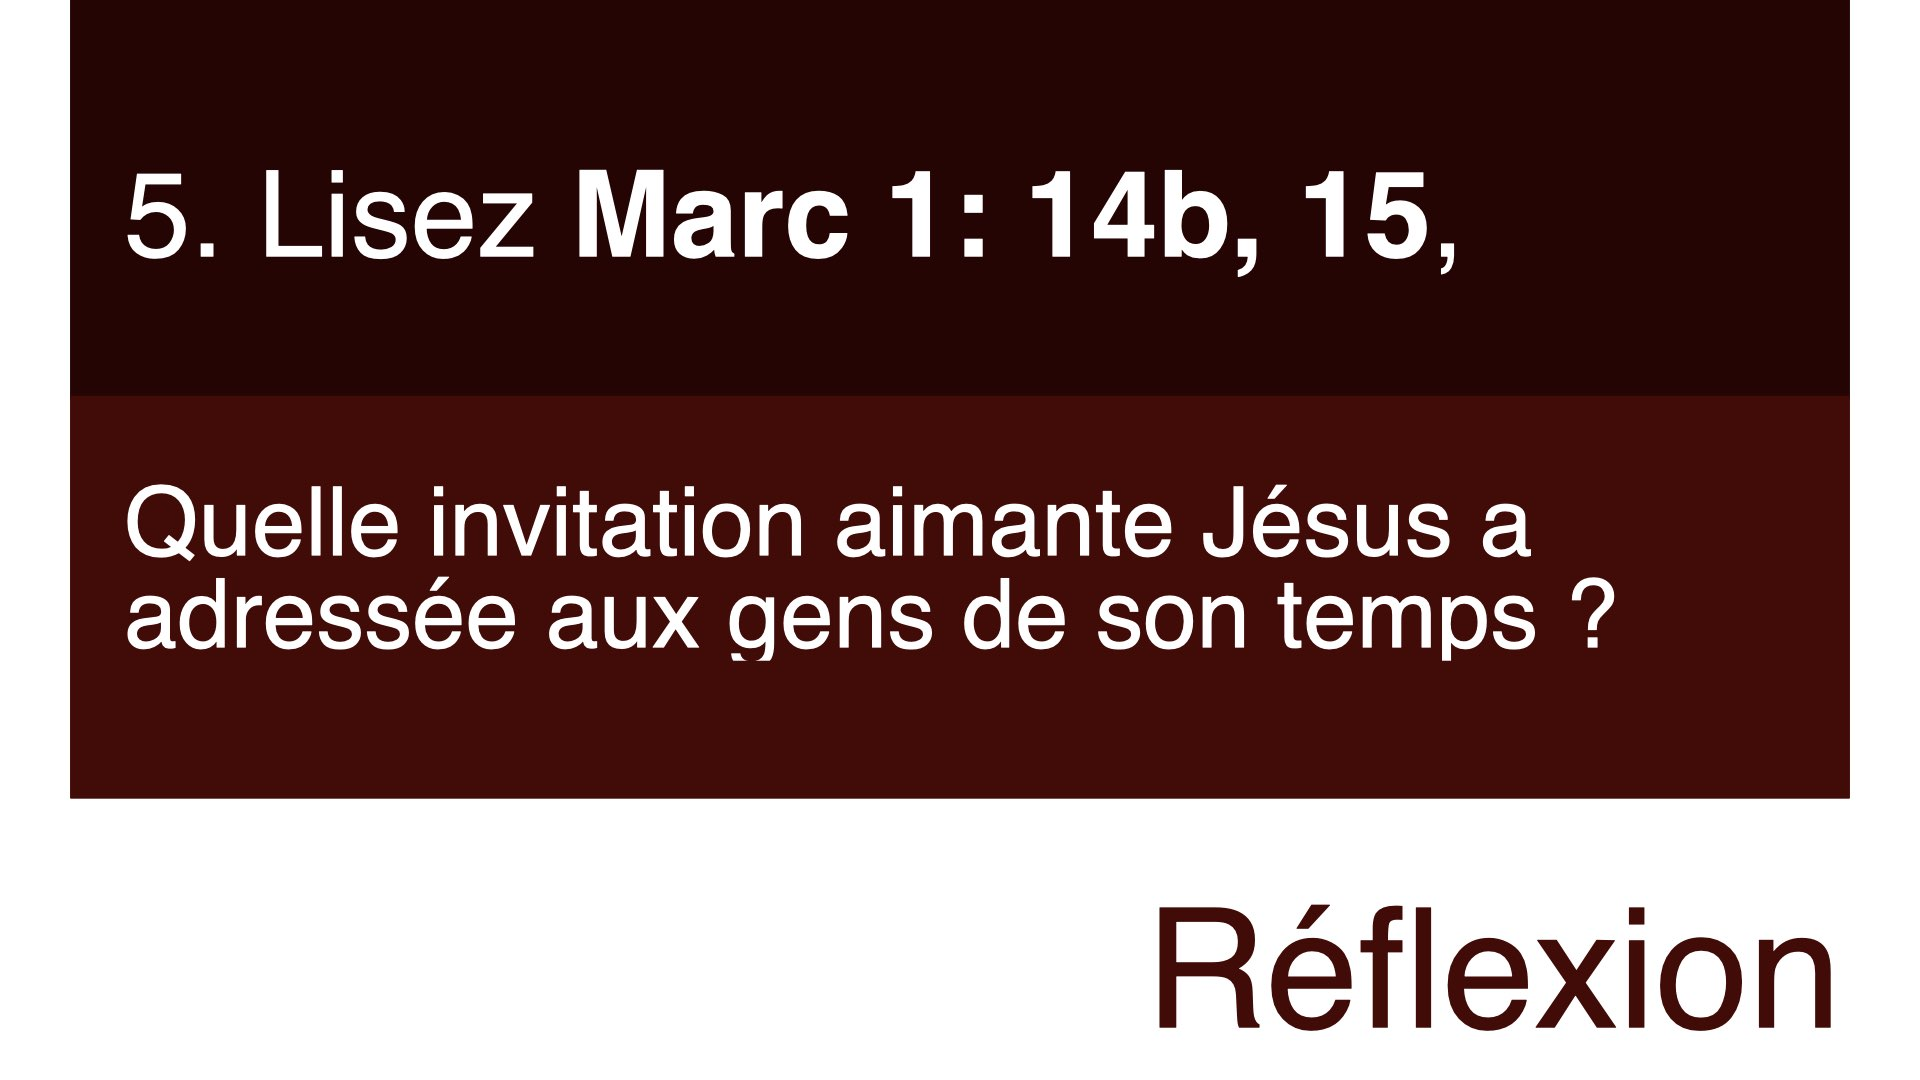 5. Lisez Marc 1: 14b, 15,
Quelle invitation aimante Jésus a
adressée aux gens de son temps ?
Réflexion